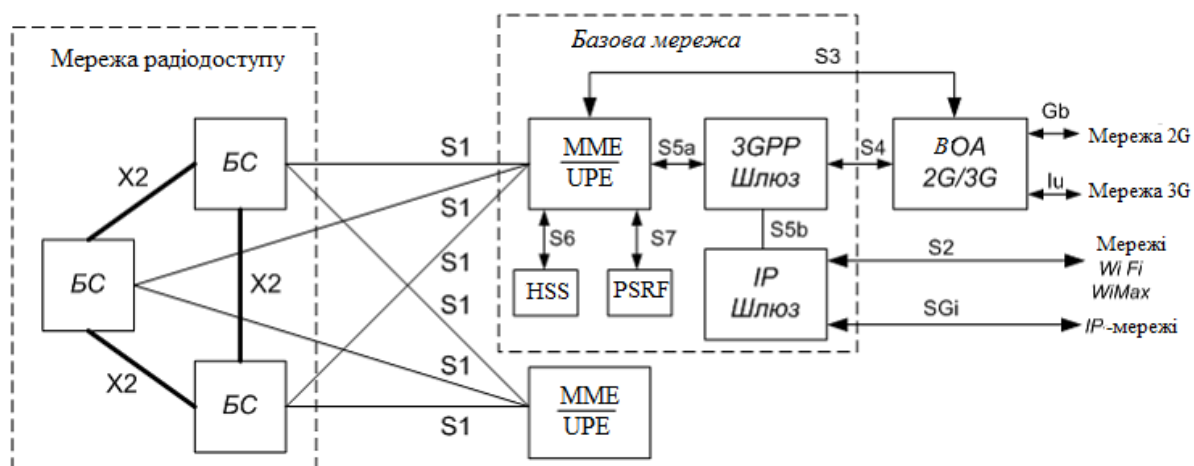 Мережа радіодоступу
Базова мережа
S3
БС
X2
S1
MME
UPE
S5a
3GPP
Шлюз
S4
ВОА
2G/3G
Gb
Мережа 2G
Iu
Мережа 3G
S1
S1
S6
S7
S5b
БС
X2
S1
HSS
PSRF
IP
Шлюз
S2
Мережі
Wi Fi
WiMax
S1
SGi
IP-мережі
X2
БС
S1
S1
MME
UPE